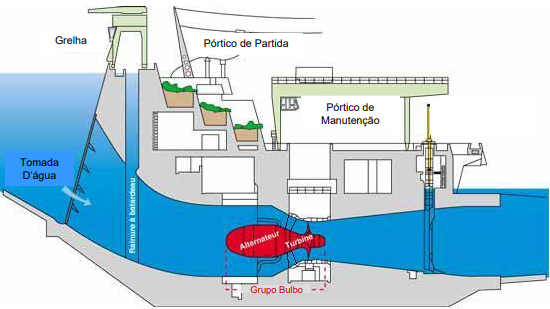 Grelha
Pórtico de Partida
Pórtico de
Manutenção
Tomada
D'água
Rainure à batardeau
Alternateur
Turbine
Grupo Bulbo